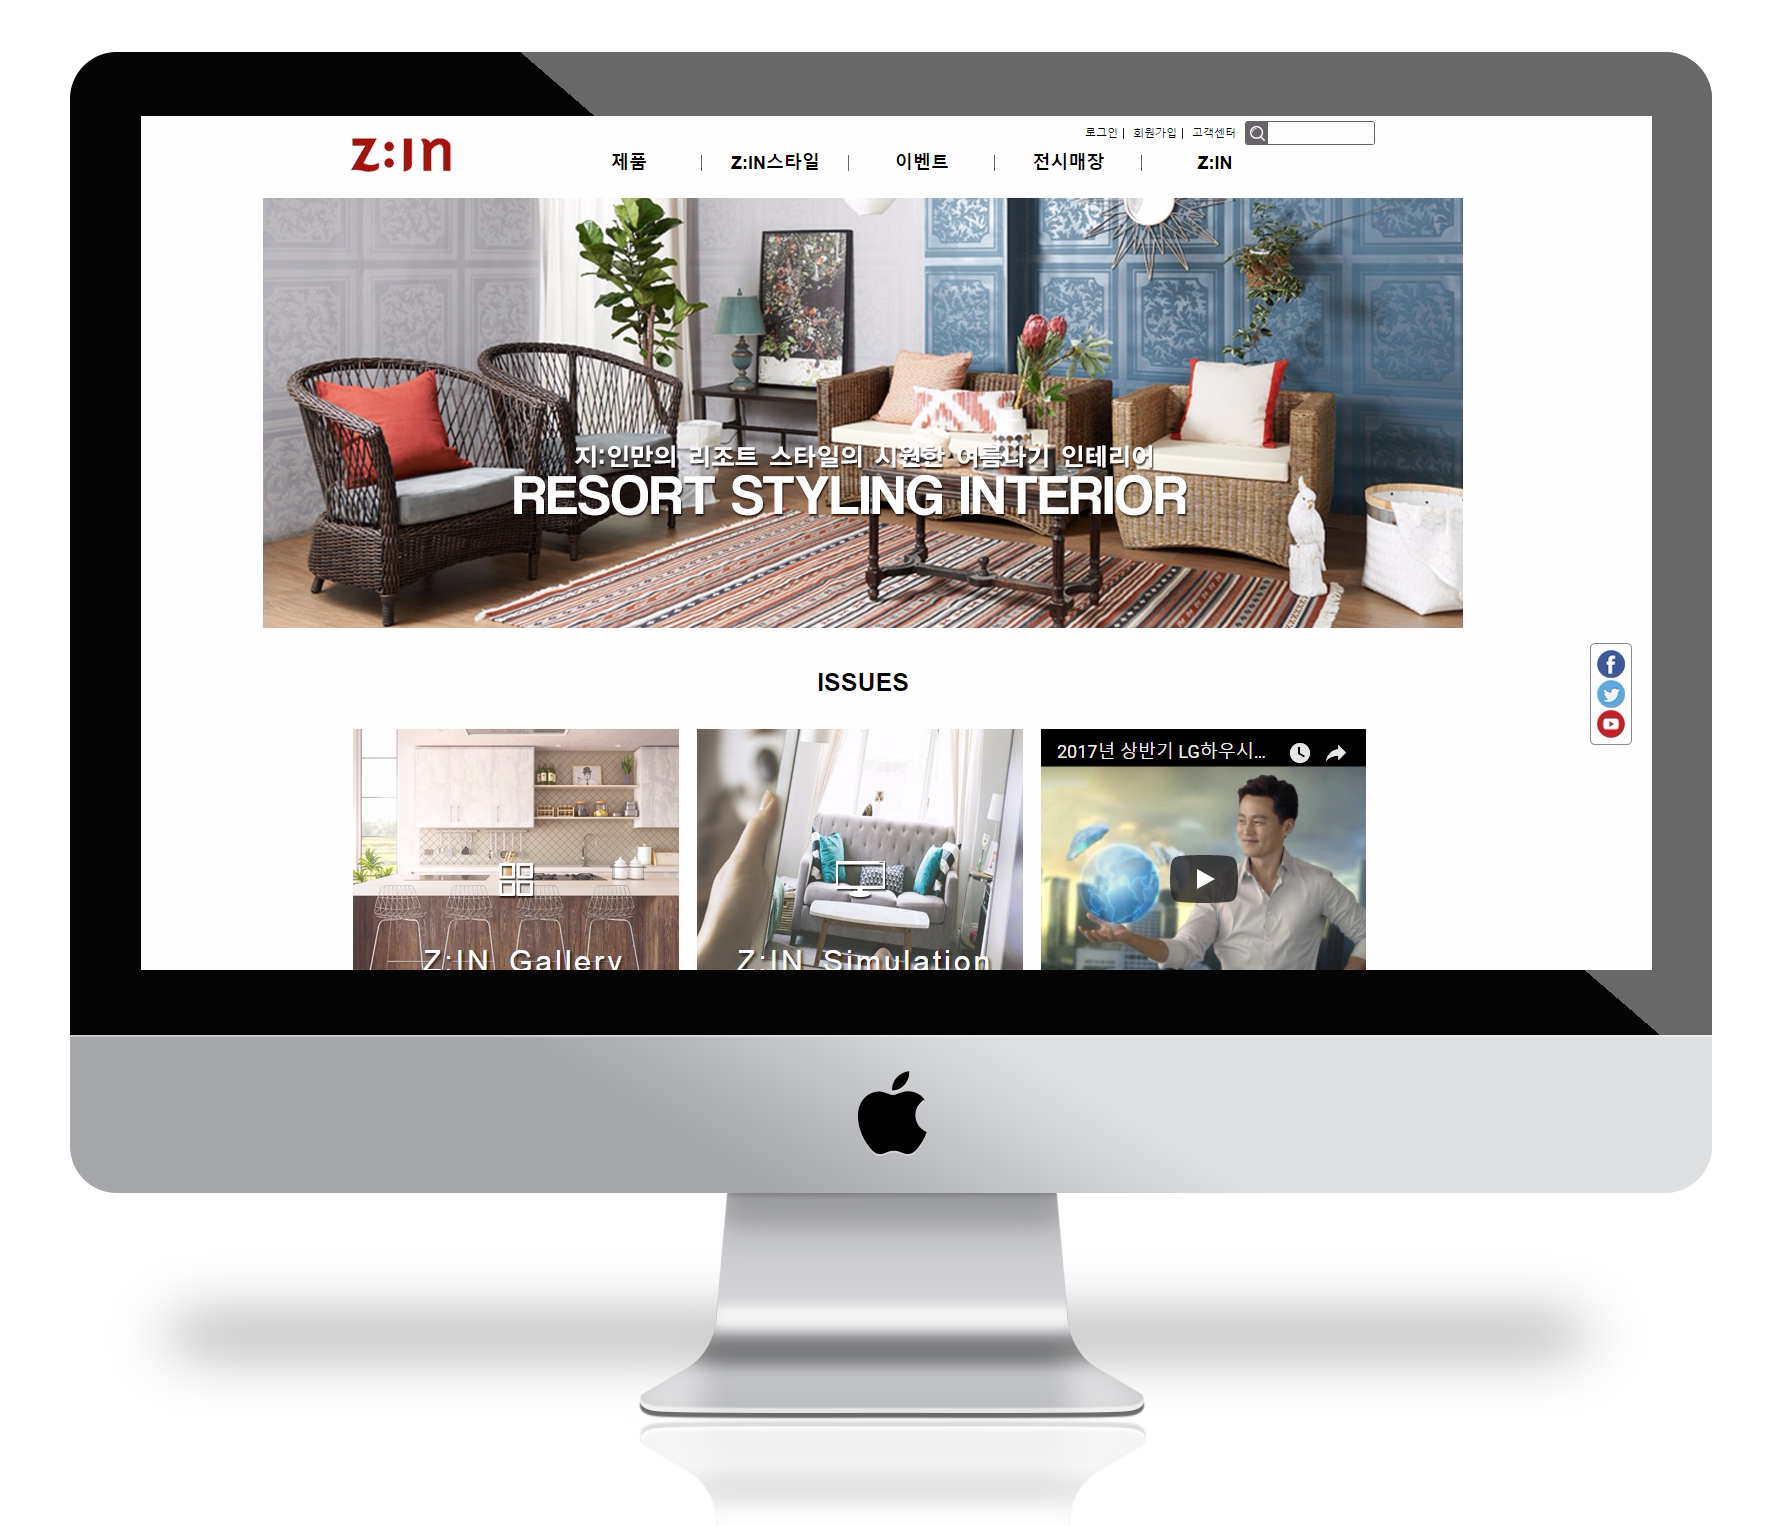 로그인 | 회원가입 | 고객센터
Z:IN
제품 | Z:IN스타일 | 이벤트 | 전시매장 | Z:IN
지:인만의 리조트 스타일의 시원한 여름나기 인테리어
RESORT STYLING INTERIOR
ISSUES
2017년 상반기 LG하우시...
Z:IN Gallery
Z:IN Simulation